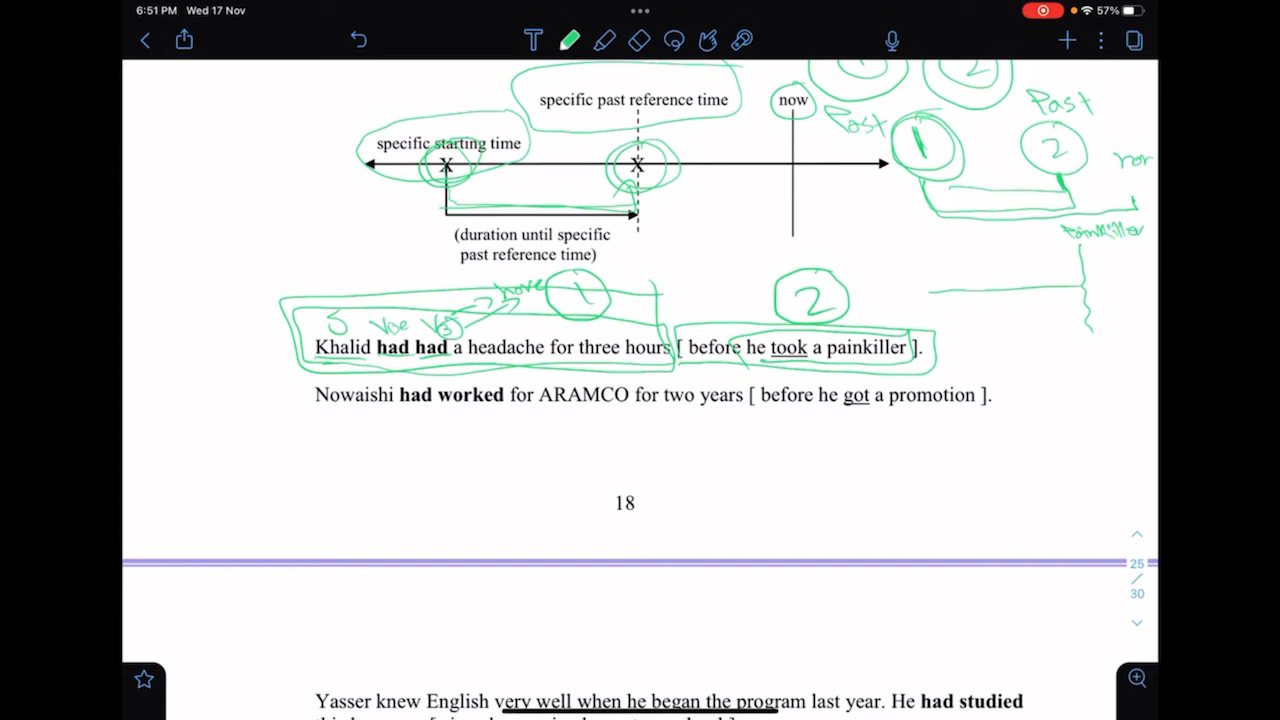 6:51 PM Wed 17 Nov
57%
specific past reference time
now
Past
specific starting time
Past
1
2
X
X
(duration until specific
past reference time)
painkiller
have
1
2
S
V3
Khalid had had a headache for three hours [ before he took a painkiller ].
Nowaishi had worked for ARAMCO for two years [ before he got a promotion ].
18
25
/
30
Yasser knew English very well when he began the program last year. He had studied